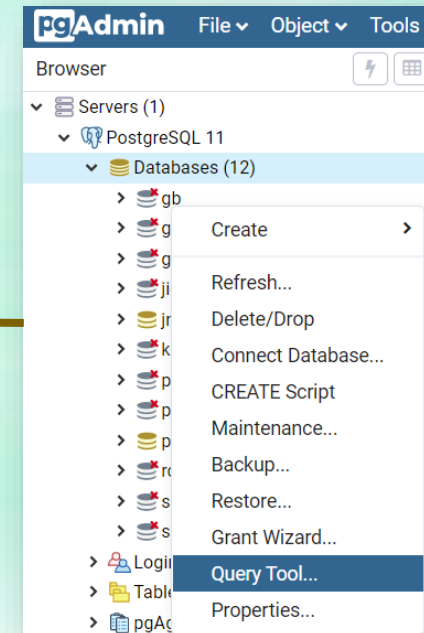 pgAdmin File Object Tools
Browser
Servers (1)
PostgreSQL 11
Databases (12)
gb
Create
Refresh...
Delete/Drop
Connect Database...
CREATE Script
Maintenance...
Backup...
Restore...
Grant Wizard...
Query Tool...
Properties...